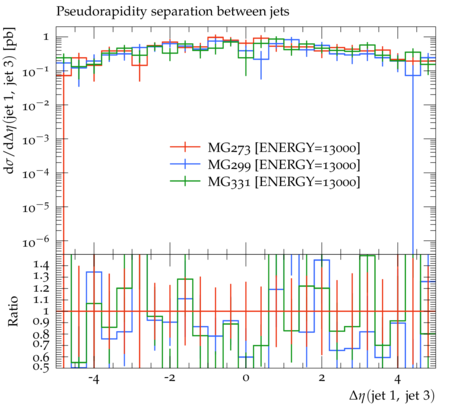 Pseudorapidity separation between jets
dσ/dΔη(jet 1, jet 3) [pb]
1
10⁻¹
10⁻²
10⁻³
10⁻⁴
10⁻⁵
10⁻⁶
MG273 [ENERGY=13000]
MG299 [ENERGY=13000]
MG331 [ENERGY=13000]
Ratio
1.4
1.3
1.2
1.1
1
0.9
0.8
0.7
0.6
0.5
-4 -2 0 2 4
Δη(jet 1, jet 3)